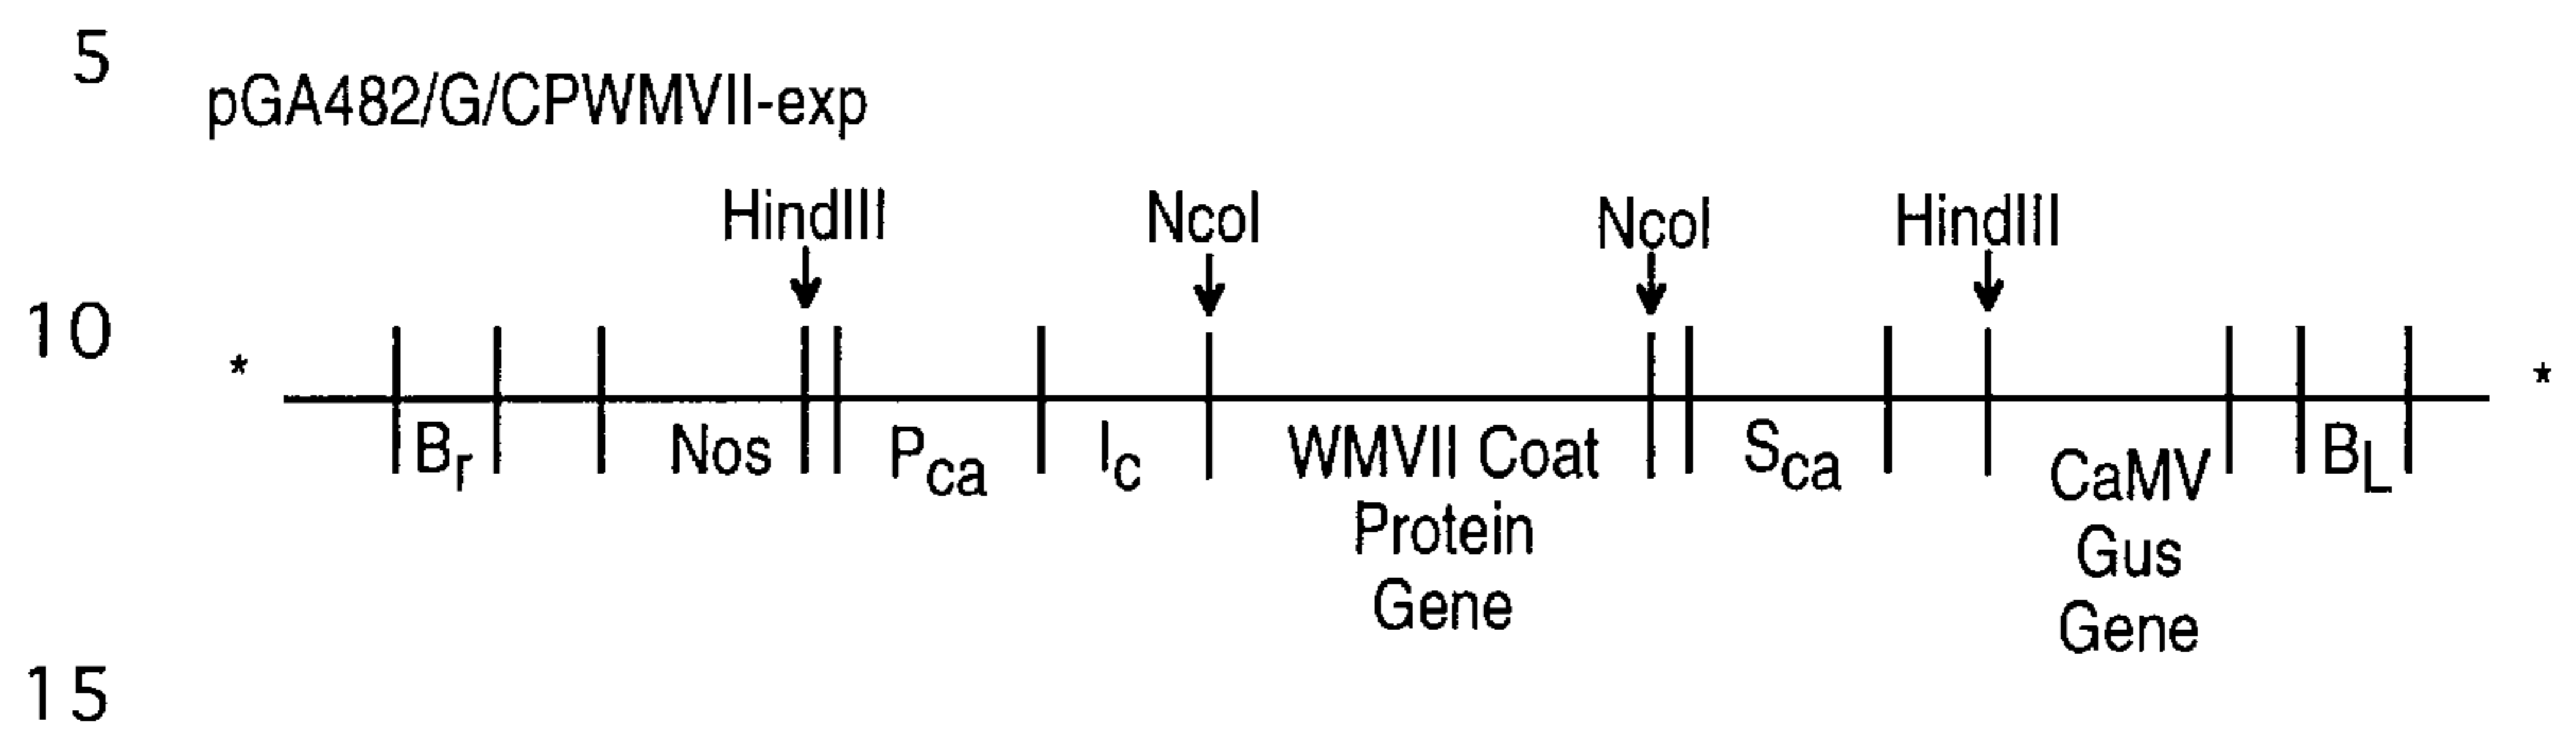 5
pGA482/G/CPWMVII-exp
HindIII NcoI NcoI HindIII
10
* *
Br Nos Pca Ic WMVII Coat Sca CaMV BL
Protein Gus
Gene Gene
15